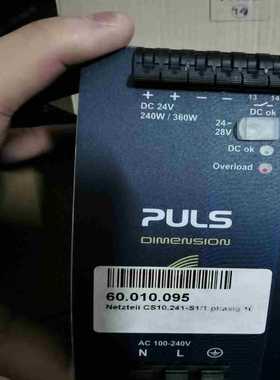 + + − − 13 14
DC ok
DC 24V
240W / 360W
24–
28V
DC ok
Overload
PULS
DIMENSION
60.010.095
Netzteil CS10.241-S1/1 phasig
AC 100-240V
N L